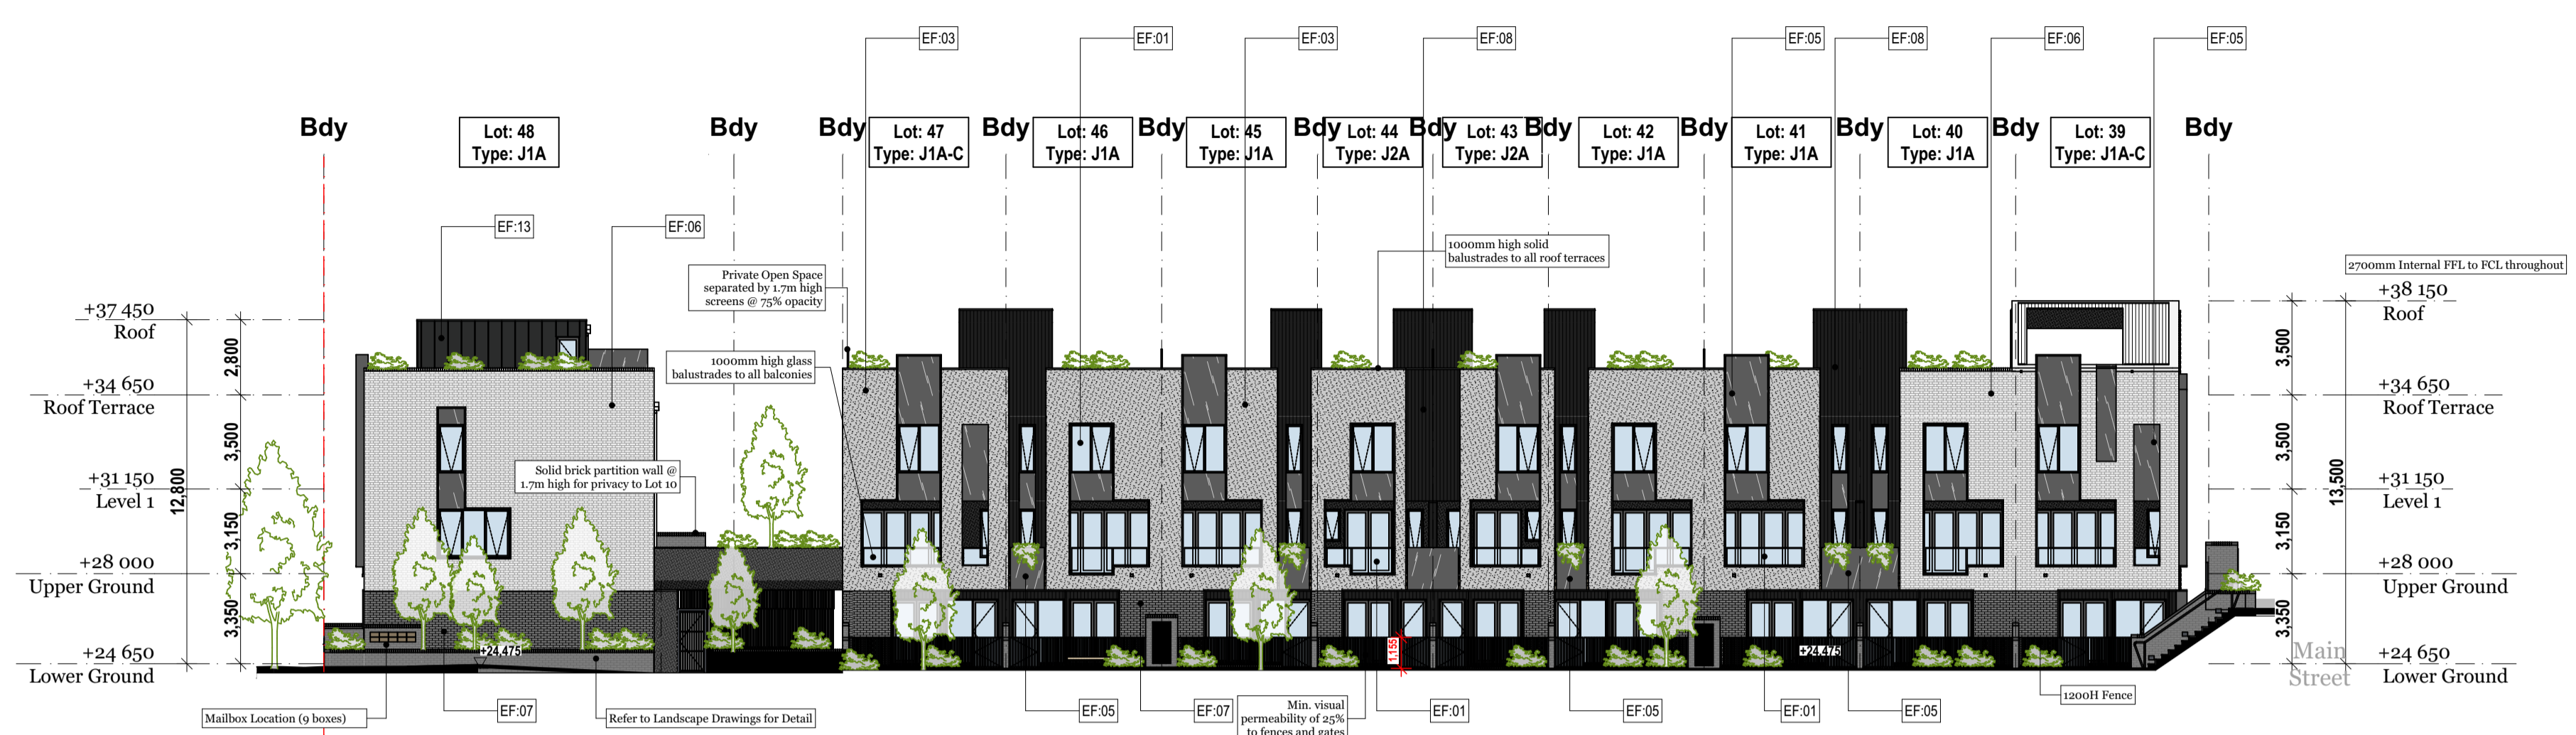 EF:03
EF:01
EF:03
EF:08
EF:05
EF:08
EF:06
EF:05
Bdy
Lot: 48
Type: J1A
Bdy
Bdy
Lot: 47
Type: J1A-C
Bdy
Lot: 46
Type: J1A
Bdy
Lot: 45
Type: J1A
Bdy
Lot: 44
Type: J2A
Bdy
Lot: 43
Type: J2A
Bdy
Lot: 42
Type: J1A
Bdy
Lot: 41
Type: J1A
Bdy
Lot: 40
Type: J1A
Bdy
Lot: 39
Type: J1A-C
Bdy
EF:13
EF:06
Private Open Space
separated by 1.7m high
screens @ 75% opacity
1000mm high solid
balustrades to all roof terraces
2700mm Internal FFL to FCL throughout
1000mm high glass
balustrades to all balconies
Solid brick partition wall @
1.7m high for privacy to Lot 10
+37 450
Roof
+34 650
Roof Terrace
+31 150
Level 1
+28 000
Upper Ground
+24 650
Lower Ground
12,800
2,800
3,500
3,150
3,350
+38 150
Roof
+34 650
Roof Terrace
+31 150
Level 1
+28 000
Upper Ground
+24 650
Lower Ground
3,500
3,500
3,150
3,350
13,500
Main
Street
+24,475
1,155
+24,475
Mailbox Location (9 boxes)
EF:07
Refer to Landscape Drawings for Detail
EF:05
EF:07
Min. visual
permeability of 25%
to fences and gates
EF:01
EF:05
EF:01
EF:05
1200H Fence